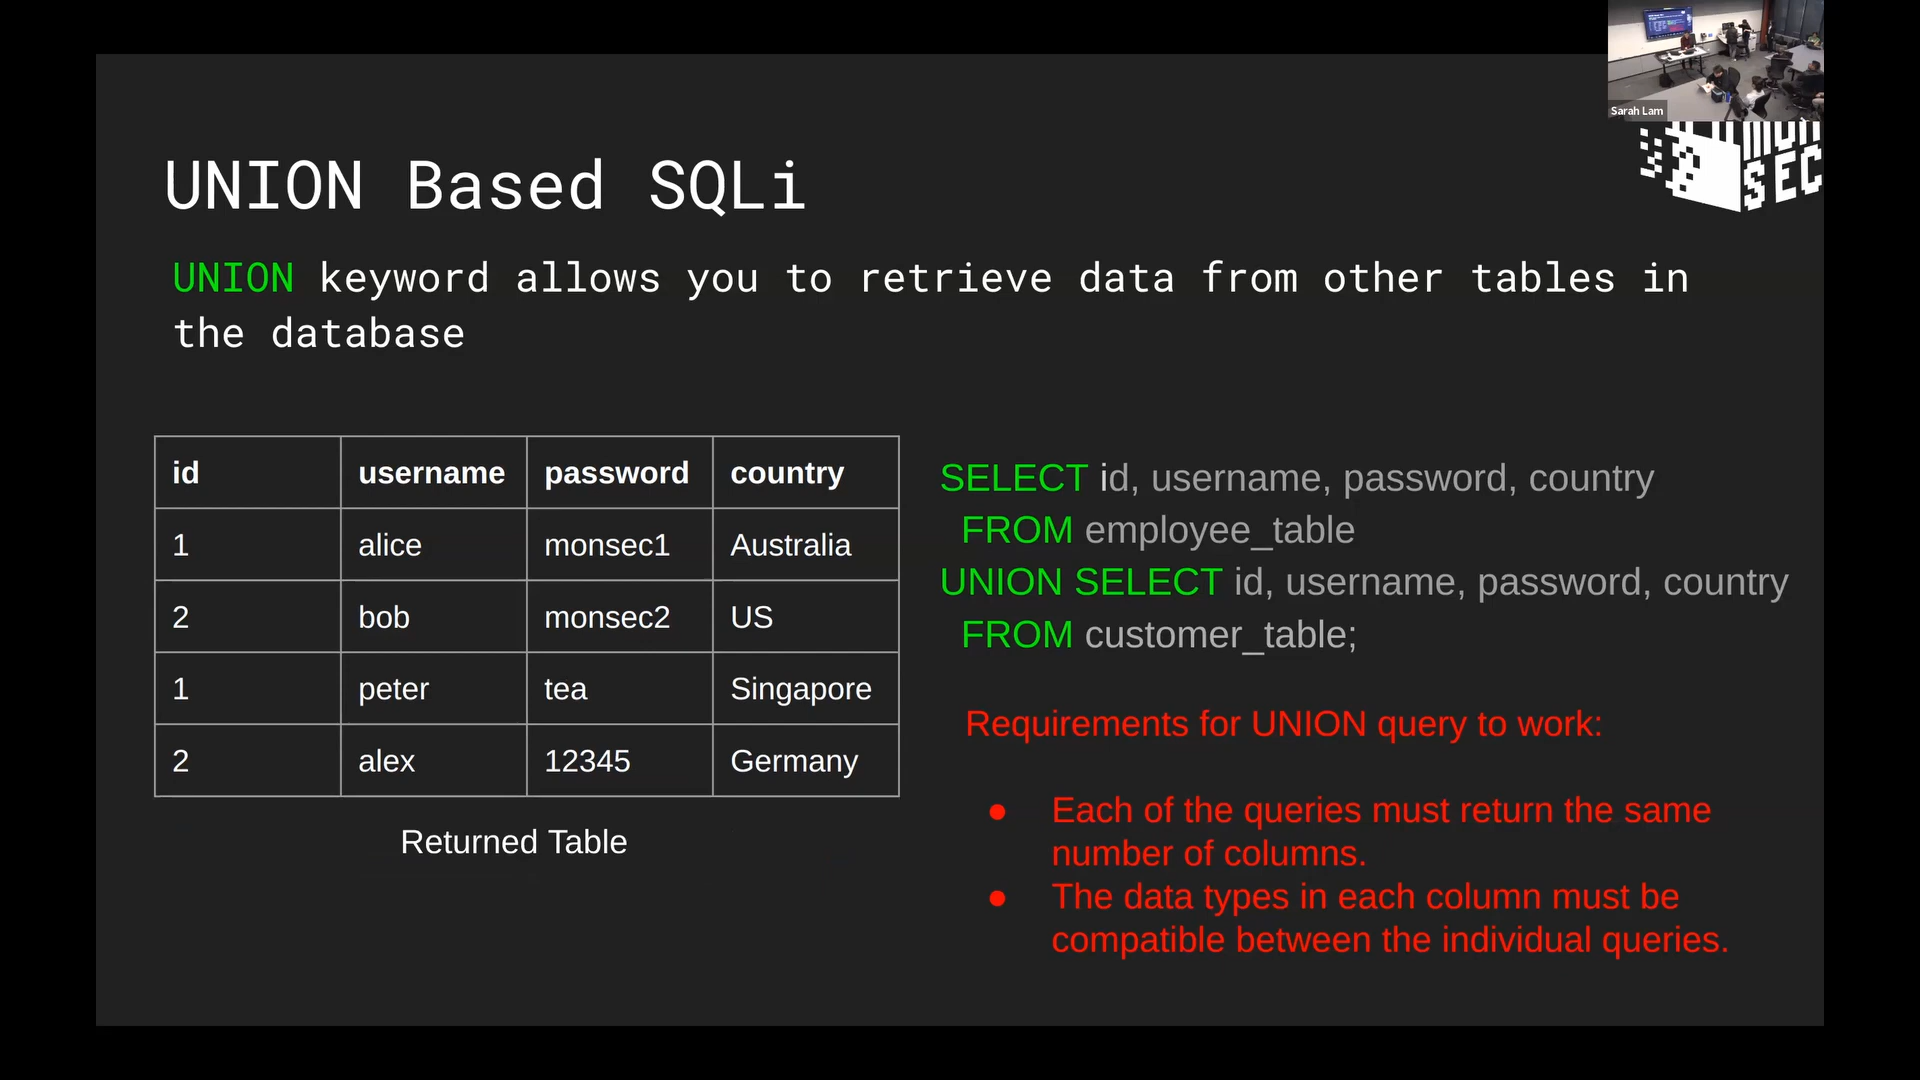 Sarah Lam
MON
SEC
UNION Based SQLi
UNION keyword allows you to retrieve data from other tables in
the database
id username password country
1 alice monsec1 Australia
2 bob monsec2 US
1 peter tea Singapore
2 alex 12345 Germany
Returned Table
SELECT id, username, password, country
FROM employee_table
UNION SELECT id, username, password, country
FROM customer_table;
Requirements for UNION query to work:
● Each of the queries must return the same
number of columns.
● The data types in each column must be
compatible between the individual queries.